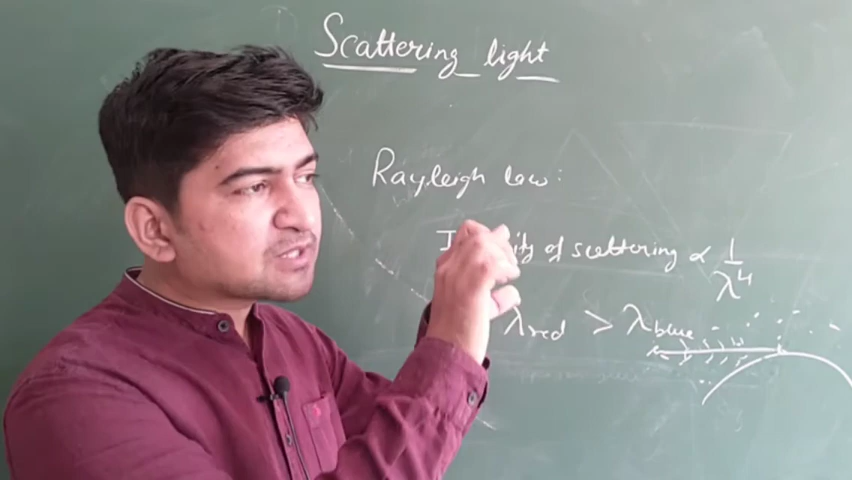 Scattering light
Rayleigh law:
of scattering ∝ 1/λ⁴
λred > λblue